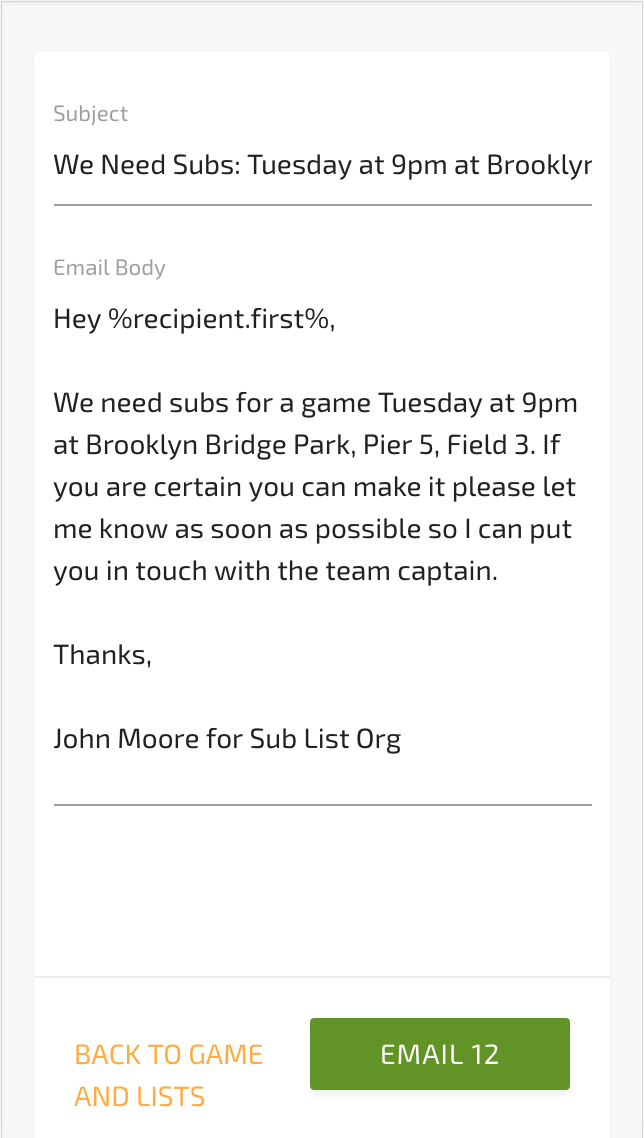 Subject
We Need Subs: Tuesday at 9pm at Brooklyn
Email Body
Hey %recipient.first%,
We need subs for a game Tuesday at 9pm
at Brooklyn Bridge Park, Pier 5, Field 3. If
you are certain you can make it please let
me know as soon as possible so I can put
you in touch with the team captain.
Thanks,
John Moore for Sub List Org
BACK TO GAME
AND LISTS
EMAIL 12